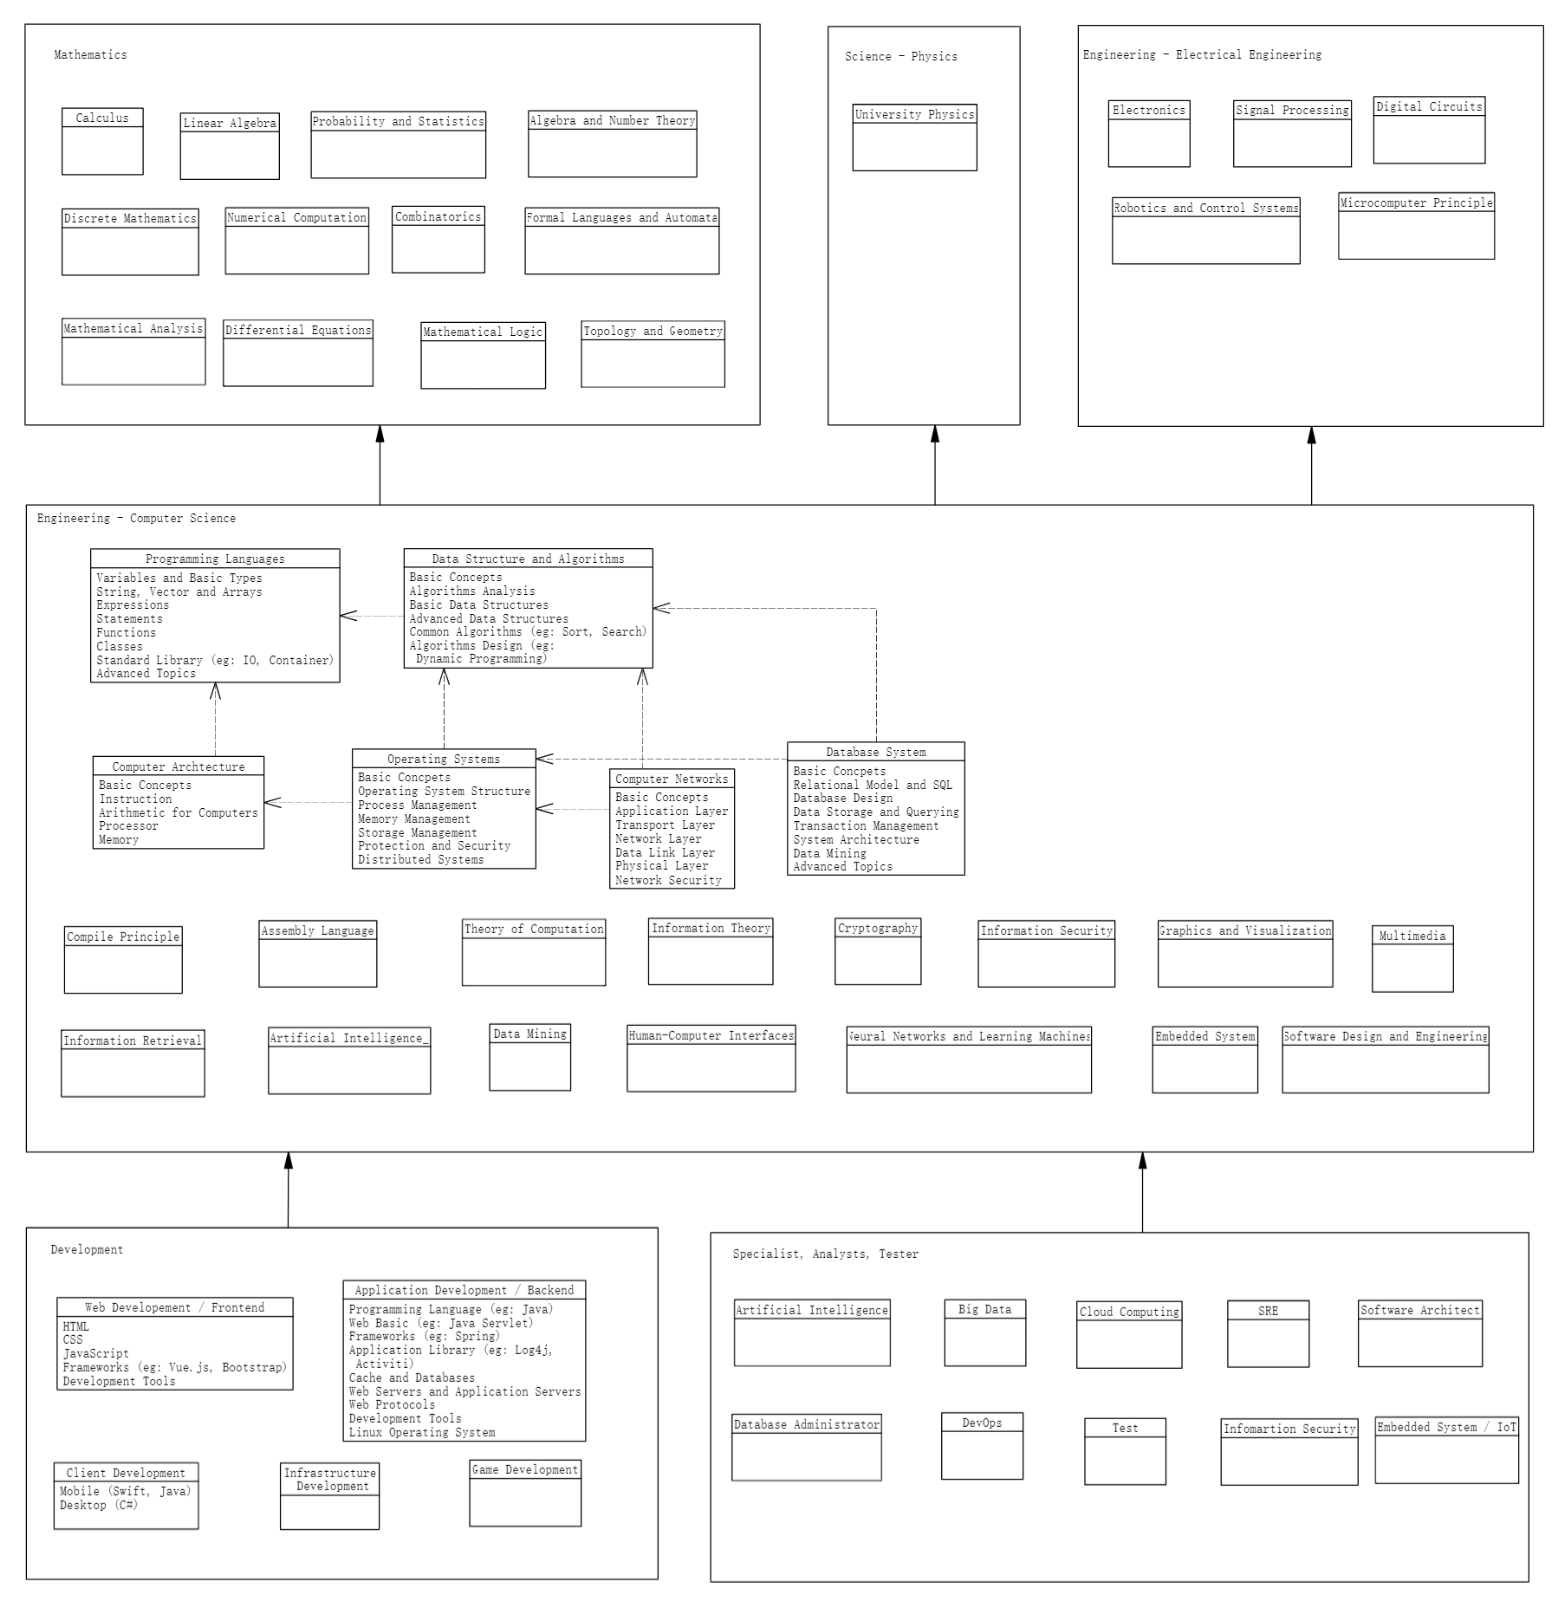 Mathematics
Calculus
Linear Algebra
Probability and Statistics
Algebra and Number Theory
Discrete Mathematics
Numerical Computation
Combinatorics
Formal Languages and Automata
Mathematical Analysis
Differential Equations
Mathematical Logic
Topology and Geometry
Science - Physics
University Physics
Engineering - Electrical Engineering
Electronics
Signal Processing
Digital Circuits
Robotics and Control Systems
Microcomputer Principle
Engineering - Computer Science
Programming Languages
Variables and Basic Types
String, Vector and Arrays
Expressions
Statements
Functions
Classes
Standard Library (eg: IO, Container)
Advanced Topics
Data Structure and Algorithms
Basic Concepts
Algorithms Analysis
Basic Data Structures
Advanced Data Structures
Common Algorithms (eg: Sort, Search)
Algorithms Design (eg:
Dynamic Programming)
Computer Archtecture
Basic Concepts
Instruction
Arithmetic for Computers
Processor
Memory
Operating Systems
Basic Concpets
Operating System Structure
Process Management
Memory Management
Storage Management
Protection and Security
Distributed Systems
Computer Networks
Basic Concepts
Application Layer
Transport Layer
Network Layer
Data Link Layer
Physical Layer
Network Security
Database System
Basic Concpets
Relational Model and SQL
Database Design
Data Storage and Querying
Transaction Management
System Architecture
Data Mining
Advanced Topics
Compile Principle
Assembly Language
Theory of Computation
Information Theory
Cryptography
Information Security
Graphics and Visualization
Multimedia
Information Retrieval
Artificial Intelligence_
Data Mining
Human-Computer Interfaces
Neural Networks and Learning Machines
Embedded System
Software Design and Engineering
Development
Web Developement / Frontend
HTML
CSS
JavaScript
Frameworks (eg: Vue.js, Bootstrap)
Development Tools
Application Development / Backend
Programming Language (eg: Java)
Web Basic (eg: Java Servlet)
Frameworks (eg: Spring)
Application Library (eg: Log4j,
Activiti)
Cache and Databases
Web Servers and Application Servers
Web Protocols
Development Tools
Linux Operating System
Client Development
Mobile (Swift, Java)
Desktop (C#)
Infrastructure
Development
Game Development
Specialist, Analysts, Tester
Artificial Intelligence
Big Data
Cloud Computing
SRE
Software Architect
Database Administrator
DevOps
Test
Infomartion Security
Embedded System / IoT